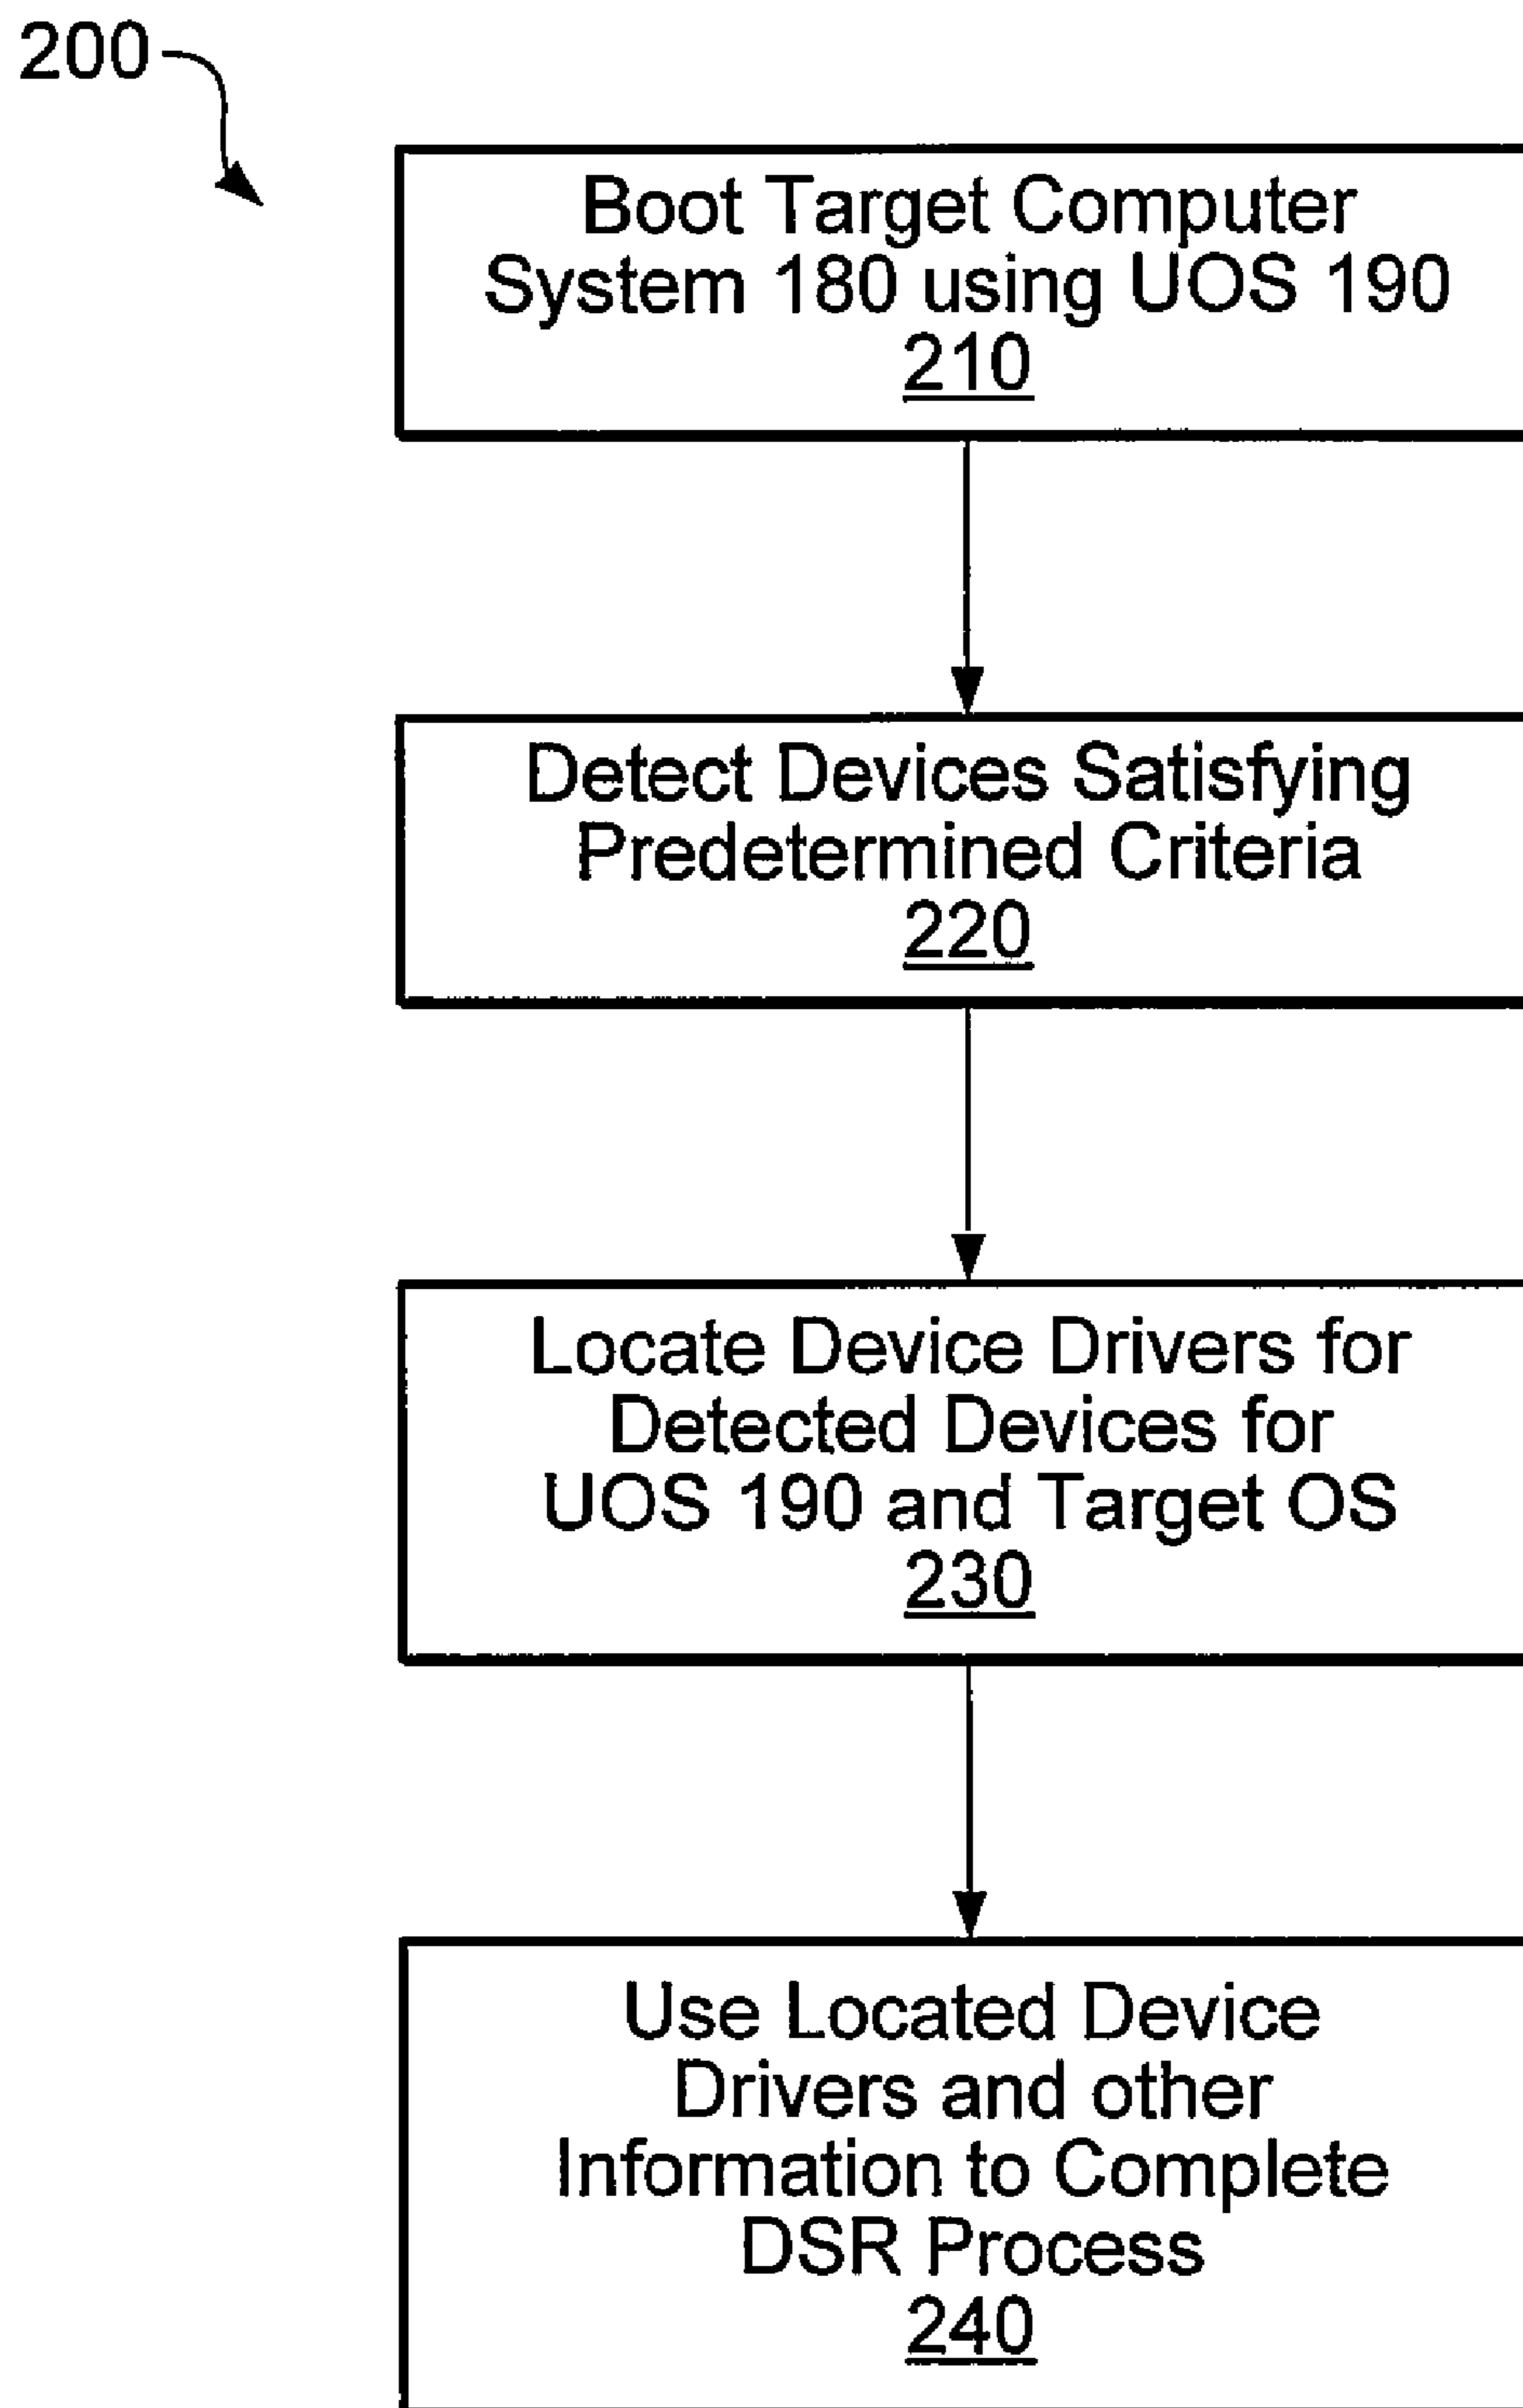 200
Boot Target Computer
System 180 using UOS 190
210
Detect Devices Satisfying
Predetermined Criteria
220
Locate Device Drivers for
Detected Devices for
UOS 190 and Target OS
230
Use Located Device
Drivers and other
Information to Complete
DSR Process
240